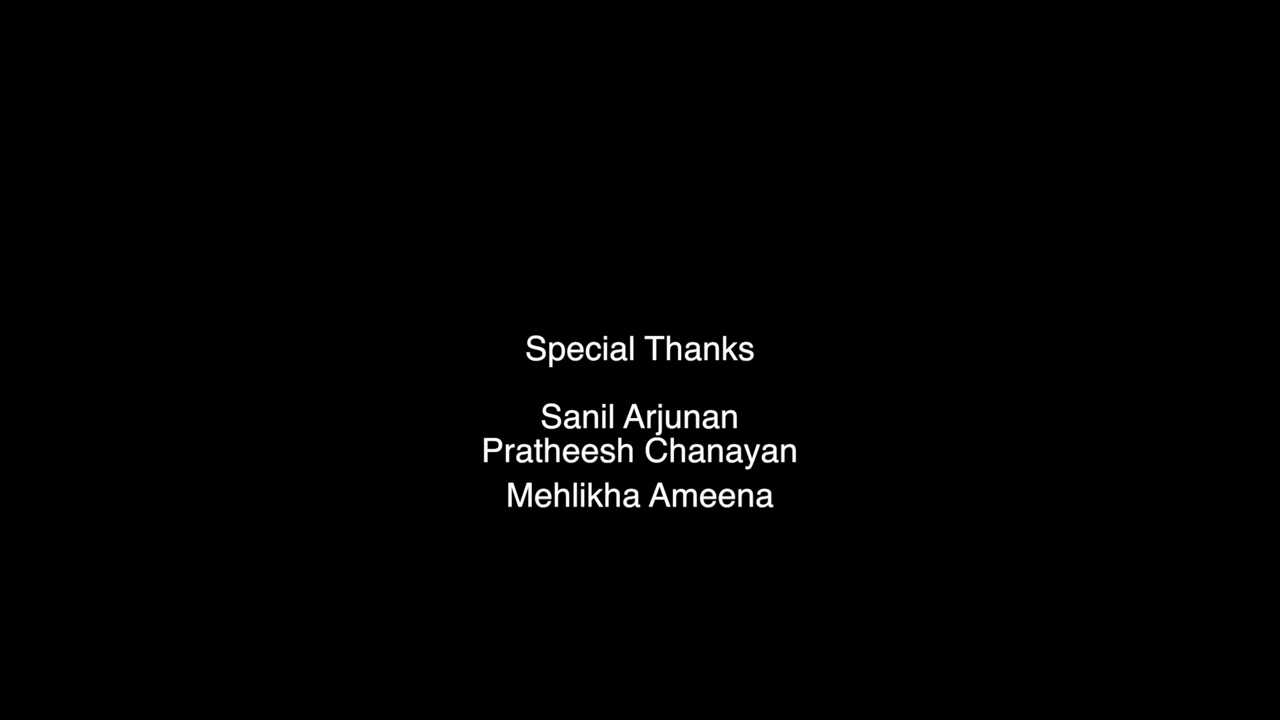 Special Thanks
Sanil Arjunan
Pratheesh Chanayan
Mehlikha Ameena